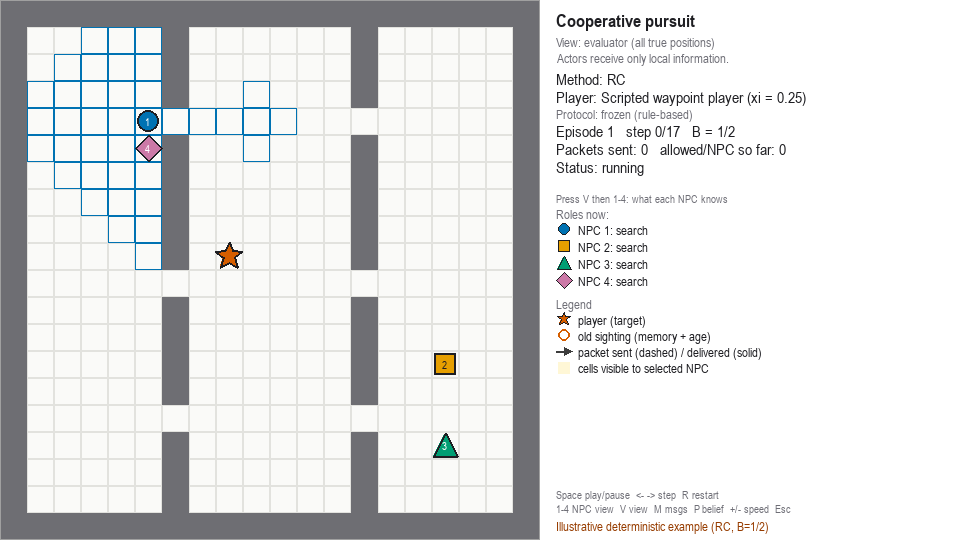 Cooperative pursuit
View: evaluator (all true positions)
Actors receive only local information.
Method: RC
Player: Scripted waypoint player (xi = 0.25)
Protocol: frozen (rule-based)
Episode 1   step 0/17   B = 1/2
Packets sent: 0   allowed/NPC so far: 0
Status: running
Press V then 1-4: what each NPC knows
Roles now:
NPC 1: search
NPC 2: search
NPC 3: search
NPC 4: search
Legend
player (target)
old sighting (memory + age)
packet sent (dashed) / delivered (solid)
cells visible to selected NPC
Space play/pause  <- -> step  R restart
1-4 NPC view  V view  M msgs  P belief  +/- speed  Esc
Illustrative deterministic example (RC, B=1/2)
1
4
2
3